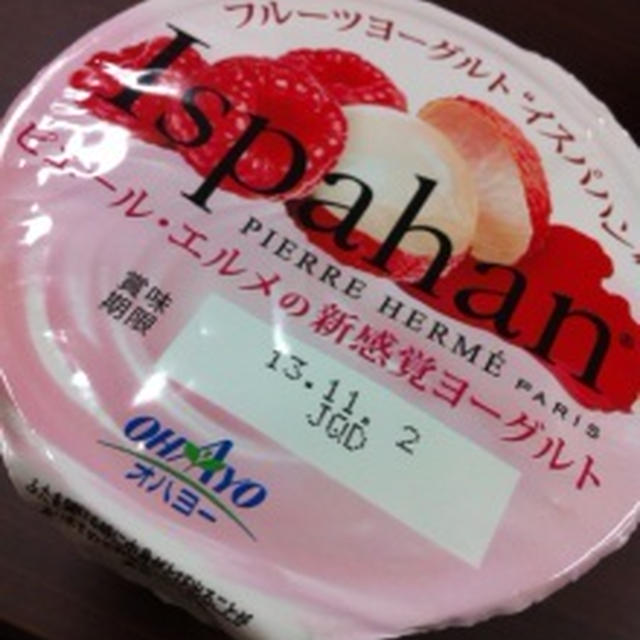 フルーツヨーグルト"イスパハン
Ispahan®
PIERRE HERMÉ PARIS
ピエール・エルメの新感覚ヨーグルト
賞味
期限
13.11. 2
JQD
OHAYO
オハヨー